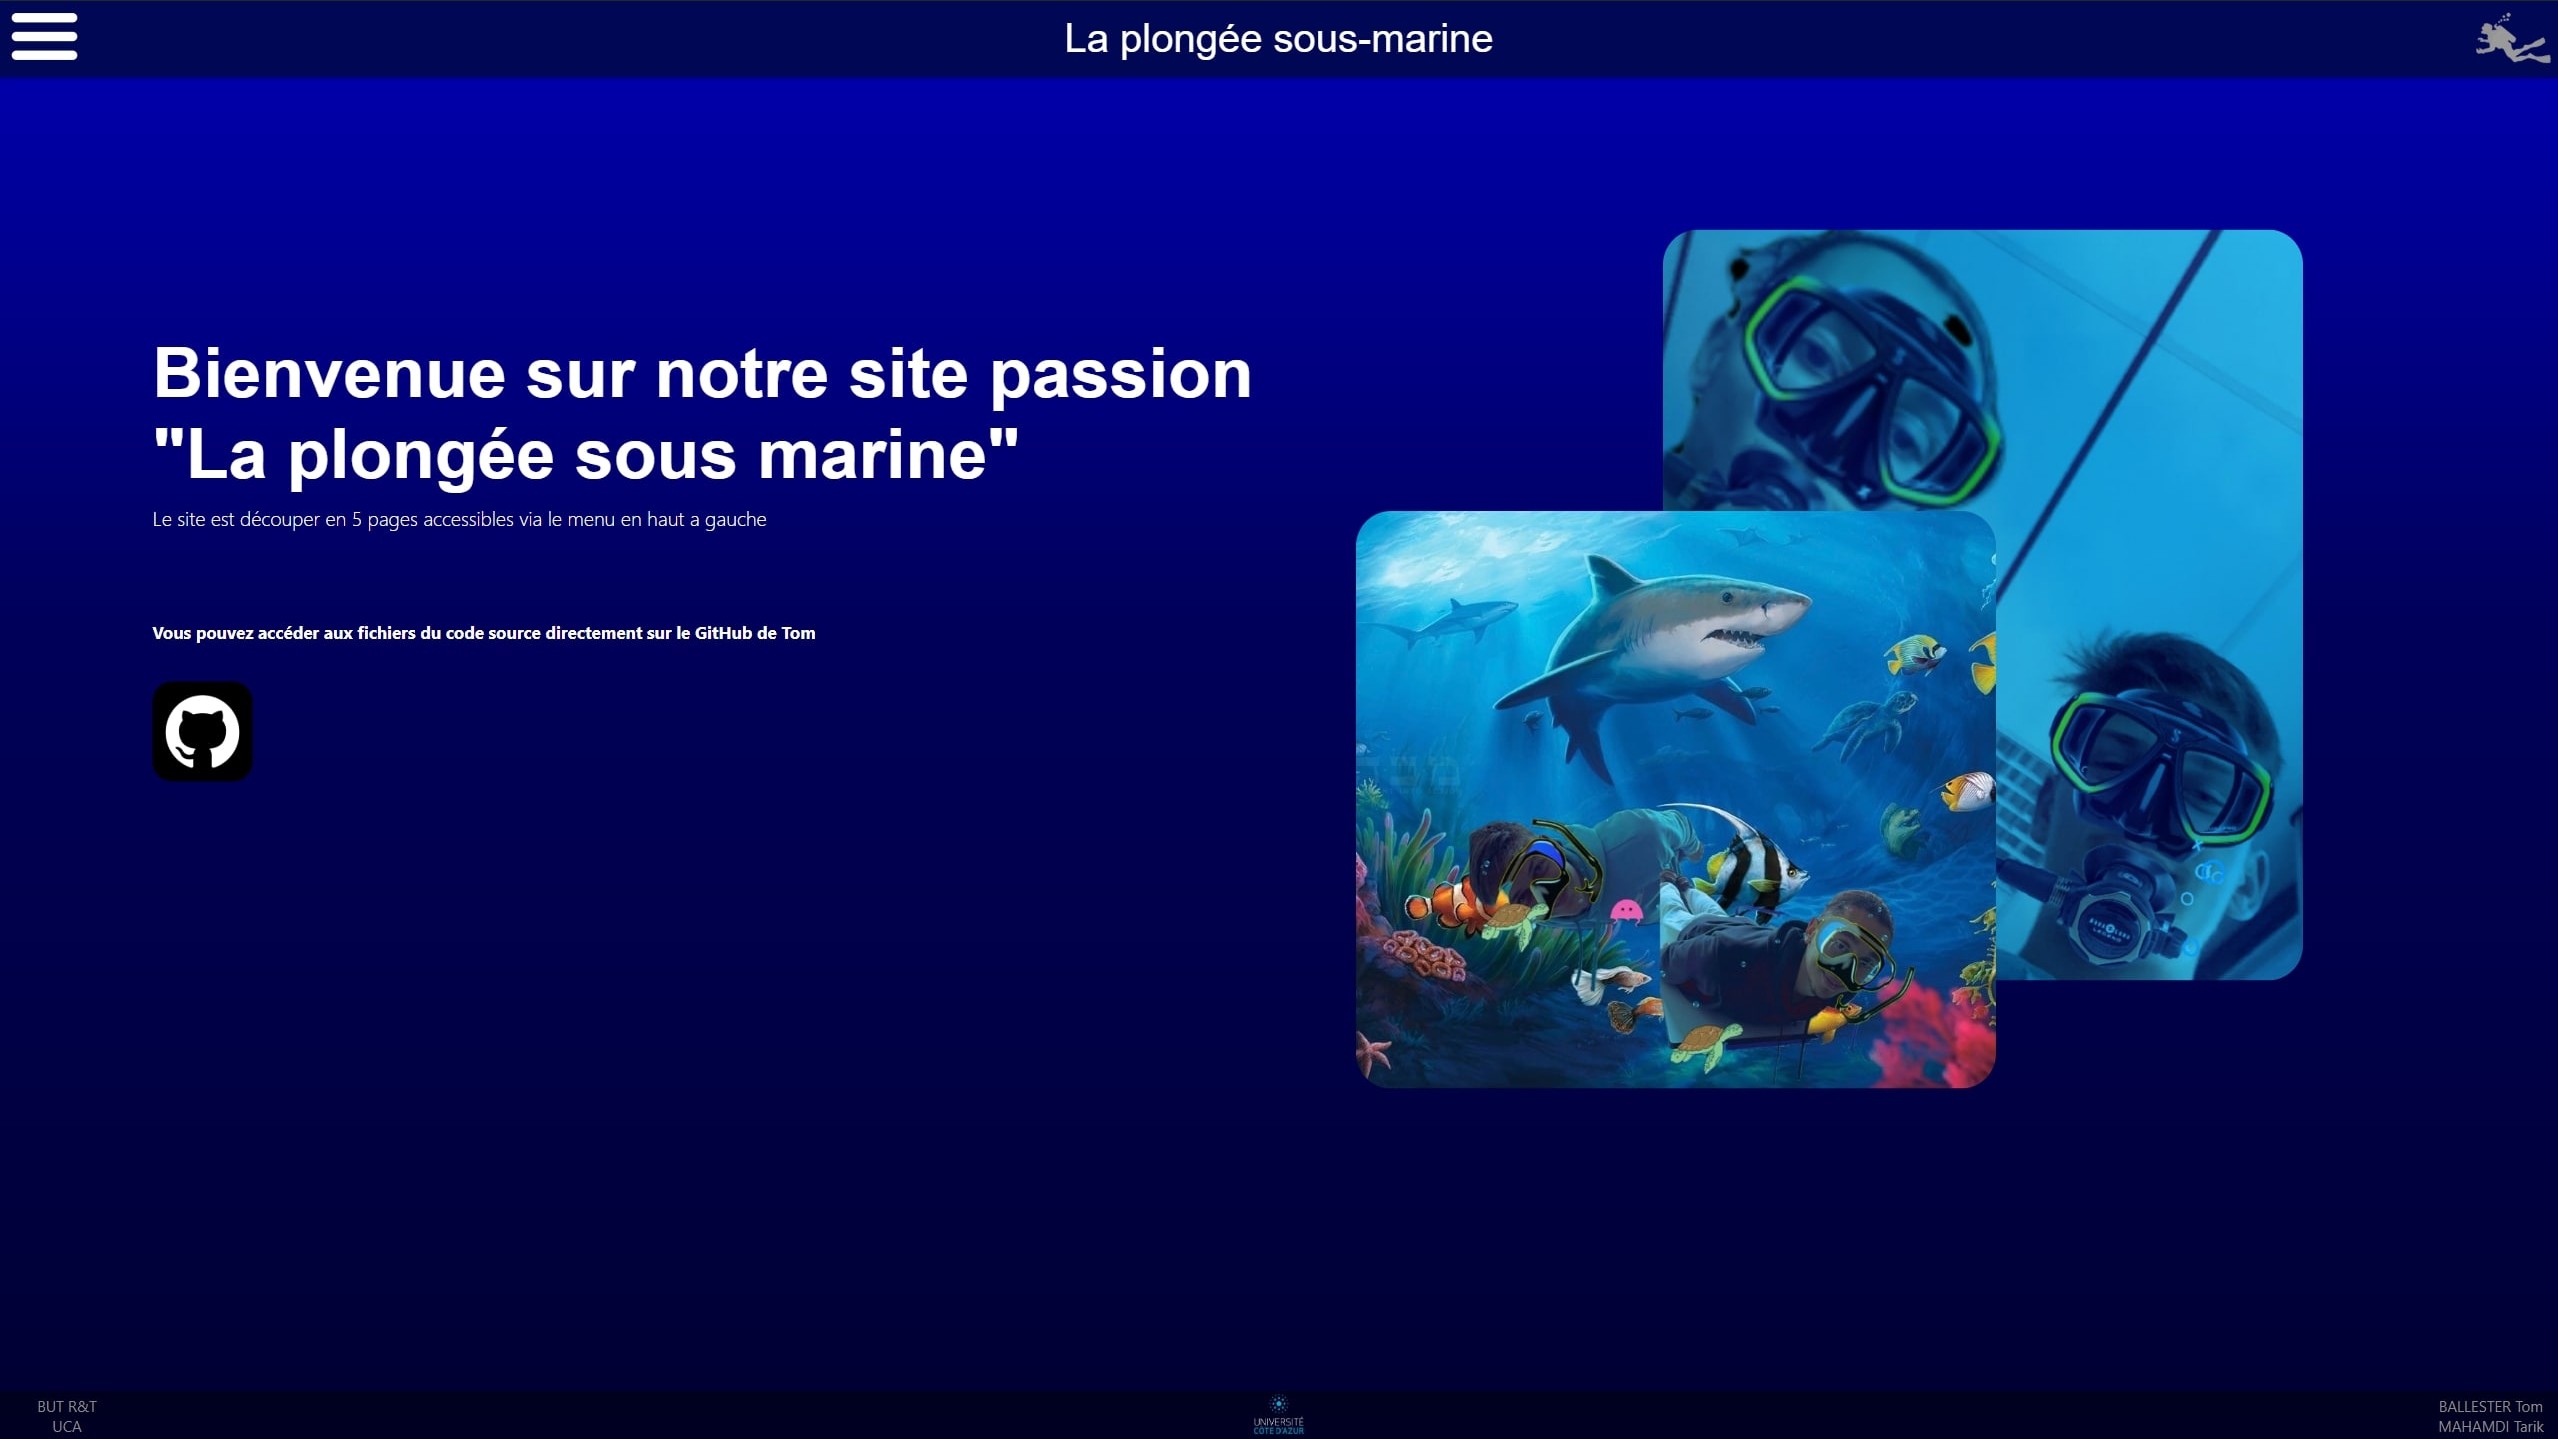 La plongée sous-marine
Bienvenue sur notre site passion
"La plongée sous marine"
Le site est découper en 5 pages accessibles via le menu en haut a gauche
Vous pouvez accéder aux fichiers du code source directement sur le GitHub de Tom
BUT R&T
UCA
UNIVERSITÉ
CÔTE D'AZUR
BALLESTER Tom
MAHAMDI Tarik